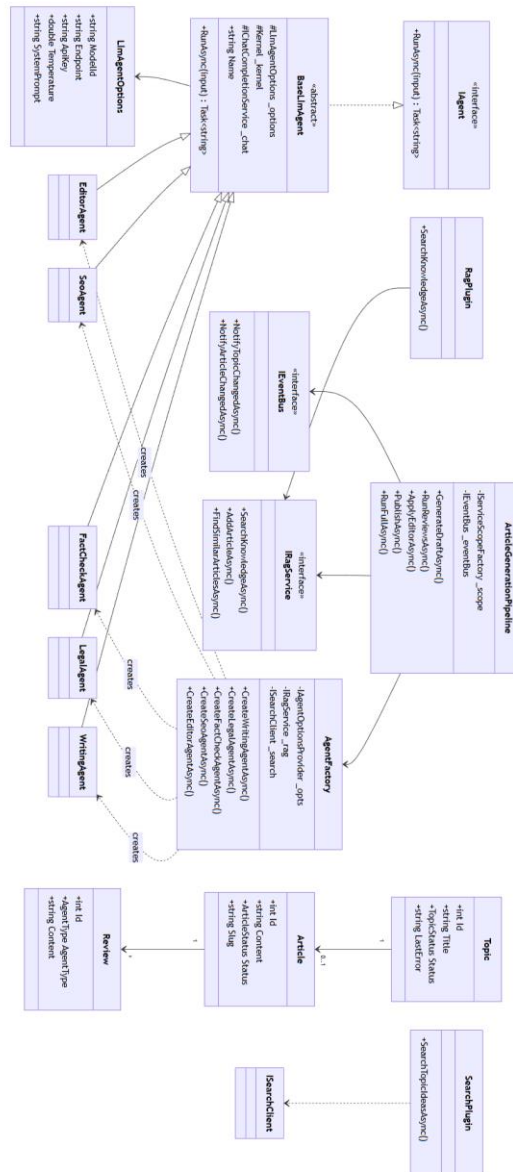 «interface»
IAgent
+RunAsync(input) : Task<string>
«abstract»
BaseLlmAgent
#LlmAgentOptions _options
#Kernel _kernel
#IChatCompletionService _chat
+string Name
+RunAsync(input) : Task<string>
LlmAgentOptions
+string ModelId
+string Endpoint
+string ApiKey
+double Temperature
+string SystemPrompt
EditorAgent
SeoAgent
RagPlugin
+SearchKnowledgeAsync()
«interface»
IEventBus
+NotifyTopicChangedAsync()
+NotifyArticleChangedAsync()
ArticleGenerationPipeline
-IServiceScopeFactory _scope
-IEventBus _eventBus
+GenerateDraftAsync()
+RunReviewsAsync()
+ApplyEditorAsync()
+PublishAsync()
+RunFullAsync()
«interface»
IRagService
+SearchKnowledgeAsync()
+AddArticleAsync()
+FindSimilarArticlesAsync()
creates
creates
FactCheckAgent
LegalAgent
WritingAgent
creates
creates
creates
AgentFactory
-IAgentOptionsProvider _opts
-IRagService _rag
-ISearchClient _search
+CreateWritingAgentAsync()
+CreateLegalAgentAsync()
+CreateFactCheckAgentAsync()
+CreateSeoAgentAsync()
+CreateEditorAgentAsync()
Topic
+int Id
+string Title
+TopicStatus Status
+string LastError
1
0..1
Article
+int Id
+string Content
+ArticleStatus Status
+string Slug
1
*
Review
+int Id
+AgentType AgentType
+string Content
SearchPlugin
+SearchTopicIdeasAsync()
ISearchClient